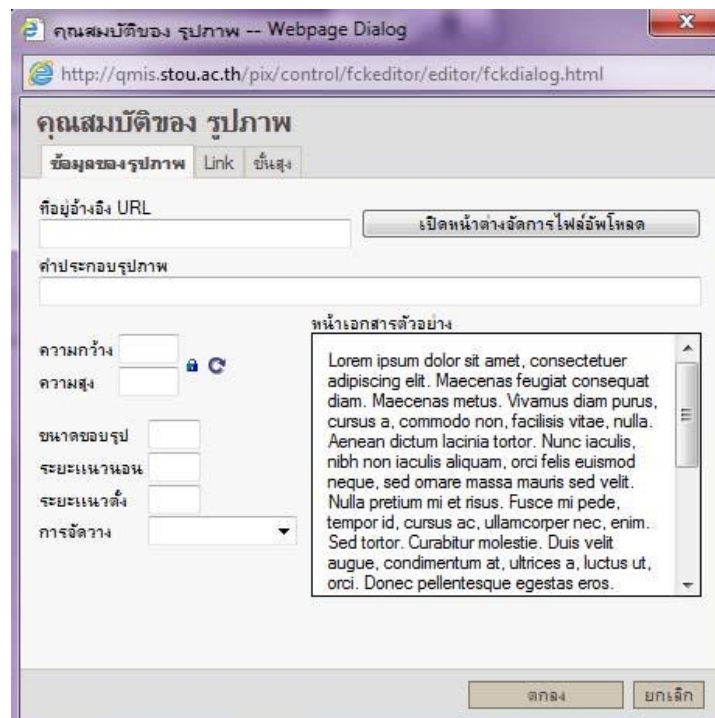 คุณสมบัติของ รูปภาพ -- Webpage Dialog
http://qmis.stou.ac.th/pix/control/fckeditor/editor/fckdialog.html
คุณสมบัติของ รูปภาพ
ข้อมูลของรูปภาพ Link ขั้นสูง
ที่อยู่อ้างอิง URL
เปิดหน้าต่างจัดการไฟล์อัพโหลด
คำประกอบรูปภาพ
หน้าเอกสารตัวอย่าง
ความกว้าง
ความสูง
ขนาดขอบรูป
ระยะแนวนอน
ระยะแนวตั้ง
การจัดวาง
Lorem ipsum dolor sit amet, consectetuer
adipiscing elit. Maecenas feugiat consequat
diam. Maecenas metus. Vivamus diam purus,
cursus a, commodo non, facilisis vitae, nulla.
Aenean dictum lacinia tortor. Nunc iaculis,
nibh non iaculis aliquam, orci felis euismod
neque, sed ornare massa mauris sed velit.
Nulla pretium mi et risus. Fusce mi pede,
tempor id, cursus ac, ullamcorper nec, enim.
Sed tortor. Curabitur molestie. Duis velit
augue, condimentum at, ultrices a, luctus ut,
orci. Donec pellentesque egestas eros.
ตกลง
ยกเลิก